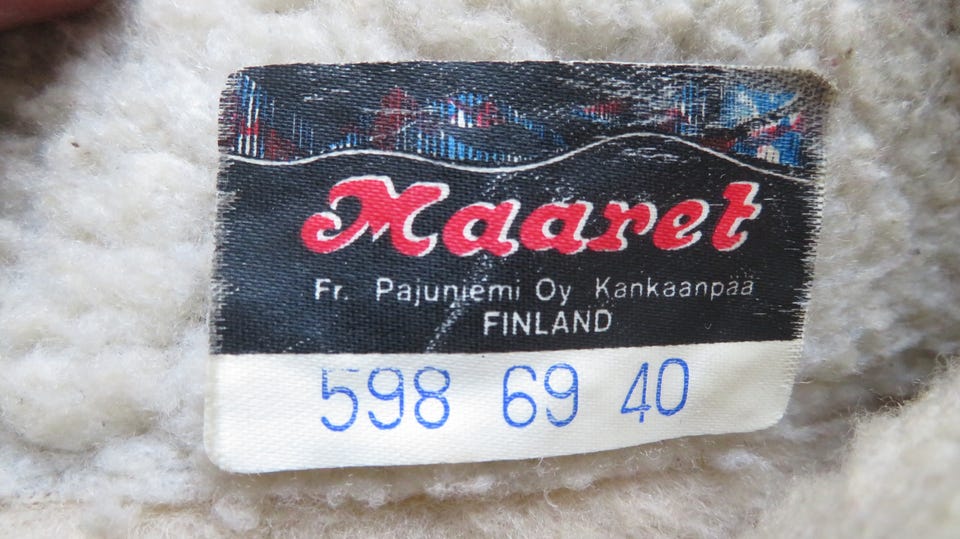 Maaret
Fr. Pajuniemi Oy Kankaanpää
FINLAND
598 69 40